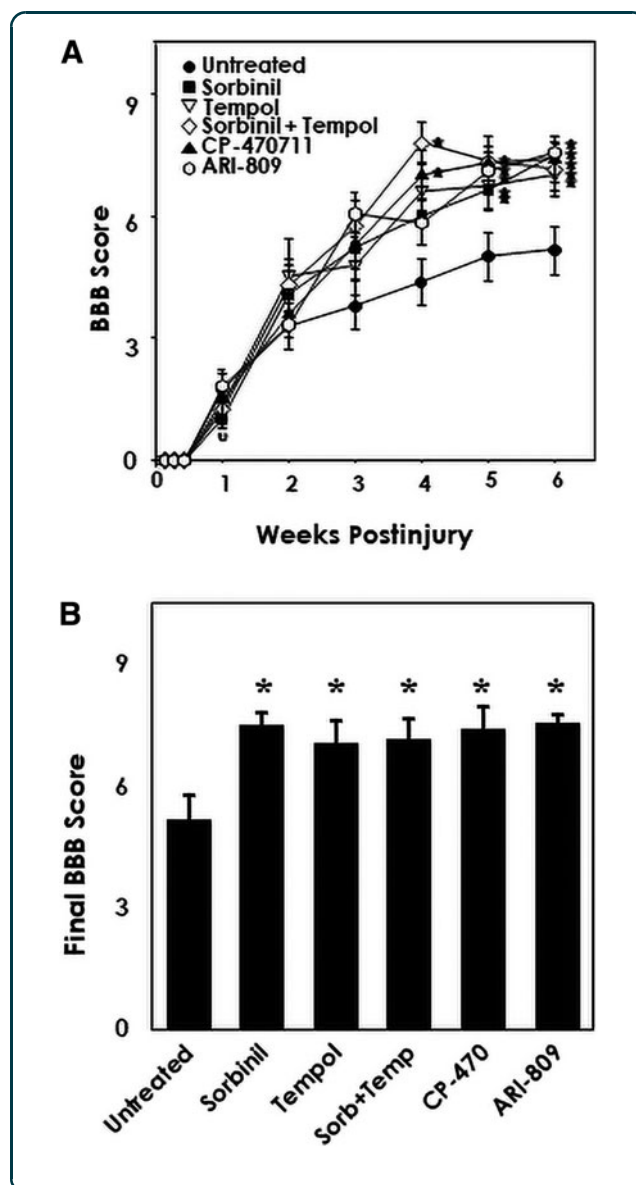 A
Untreated
Sorbinil
Tempol
Sorbinil + Tempol
CP-470711
ARI-809
9
6
3
0
BBB Score
0 1 2 3 4 5 6
Weeks Postinjury
B
9
6
3
0
Final BBB Score
* * * * *
Untreated
Sorbinil
Tempol
Sorb+Temp
CP-470
ARI-809